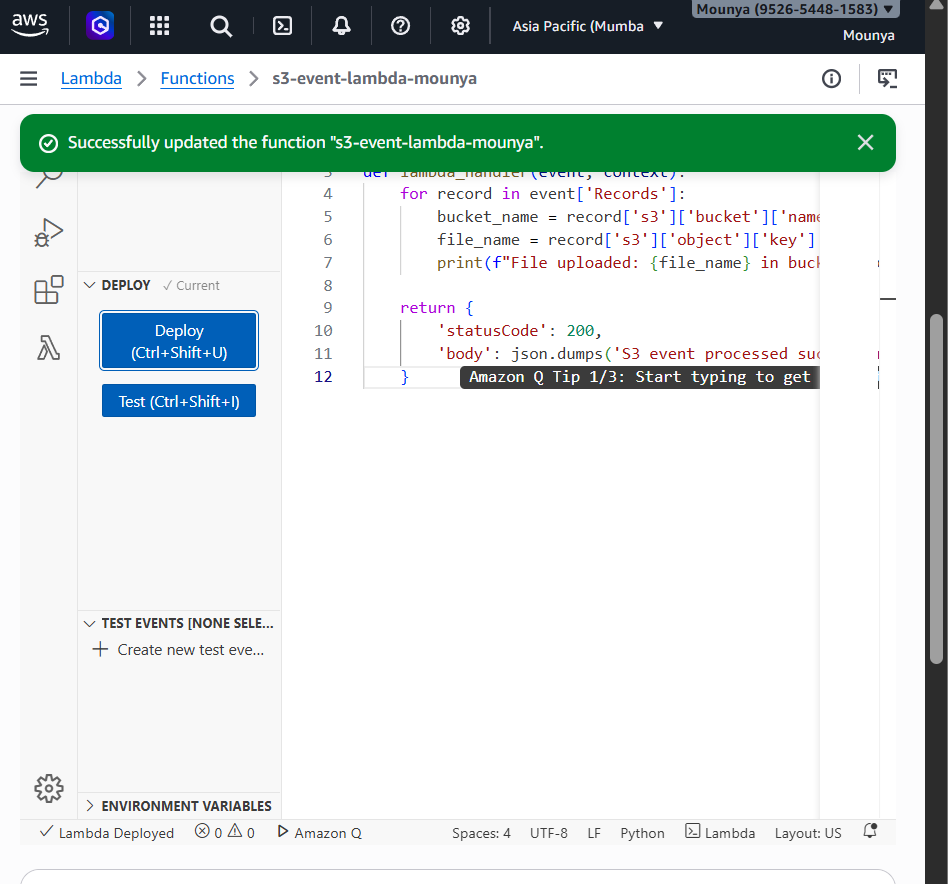 aws
Asia Pacific (Mumba
Mounya (9526-5448-1583)
Mounya
Lambda
Functions
s3-event-lambda-mounya
Successfully updated the function "s3-event-lambda-mounya".
3 def lambda_handler(event, context):
4 for record in event['Records']:
5 bucket_name = record['s3']['bucket']['name
6 file_name = record['s3']['object']['key']
7 print(f"File uploaded: {file_name} in buck
8
9 return {
10 'statusCode': 200,
11 'body': json.dumps('S3 event processed suc
12 }
Amazon Q Tip 1/3: Start typing to get
DEPLOY
Current
Deploy
(Ctrl+Shift+U)
Test (Ctrl+Shift+I)
TEST EVENTS [NONE SELE...
Create new test eve...
ENVIRONMENT VARIABLES
Lambda Deployed
0
0
Amazon Q
Spaces: 4
UTF-8
LF
Python
Lambda
Layout: US